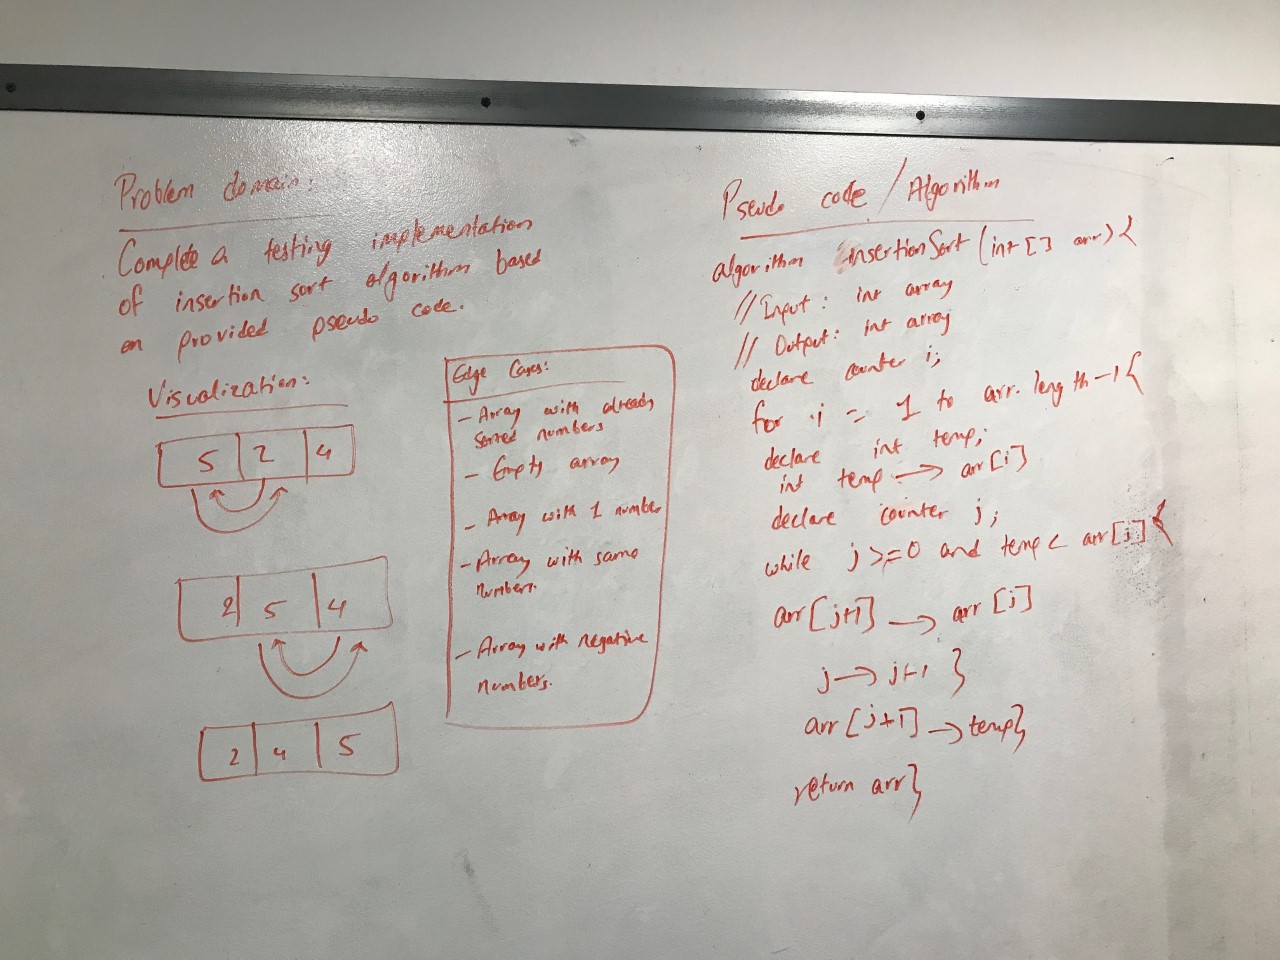 Problem domain:
Complete a testing implementation
of insertion sort algorithm based
on provided pseudo code.
Visualization:
5 2 4
2 5 4
2 4 5
Edge Cases:
- Array with already
sorted numbers
- Empty array
- Array with 1 number
- Array with same
numbers.
- Array with negative
numbers.
Pseudo code / Algorithm
algorithm insertionSort (int [] arr) {
// Input: int array
// Output: int array
declare counter i;
for i = 1 to arr.length -1 {
declare int temp;
int temp → arr[i]
declare counter j;
while j >= 0 and temp < arr[j] {
arr[j+1] → arr[j]
j → j+1 }
arr[j+1] → temp}
return arr}